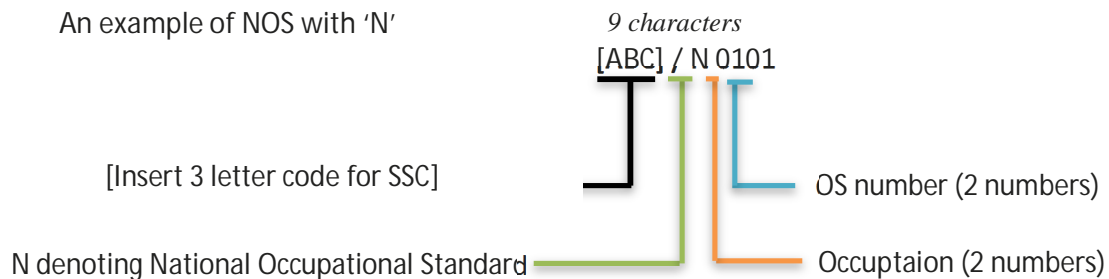 An example of NOS with ‘N’
9 characters
[ABC] / N 0101
[Insert 3 letter code for SSC]
OS number (2 numbers)
N denoting National Occupational Standard
Occuptaion (2 numbers)